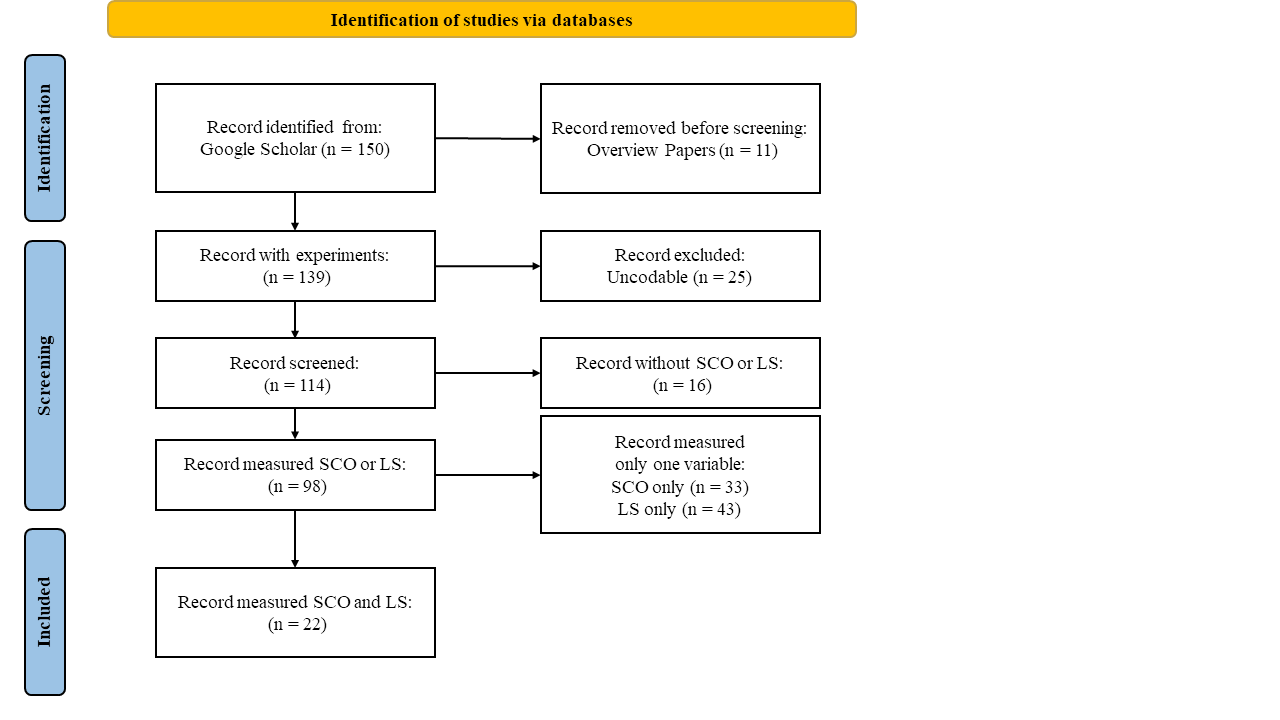 Identification of studies via databases
Identification
Record identified from:
Google Scholar (n = 150)
Record removed before screening:
Overview Papers (n = 11)
Screening
Record with experiments:
(n = 139)
Record excluded:
Uncodable (n = 25)
Record screened:
(n = 114)
Record without SCO or LS:
(n = 16)
Record measured SCO or LS:
(n = 98)
Record measured
only one variable:
SCO only (n = 33)
LS only (n = 43)
Included
Record measured SCO and LS:
(n = 22)